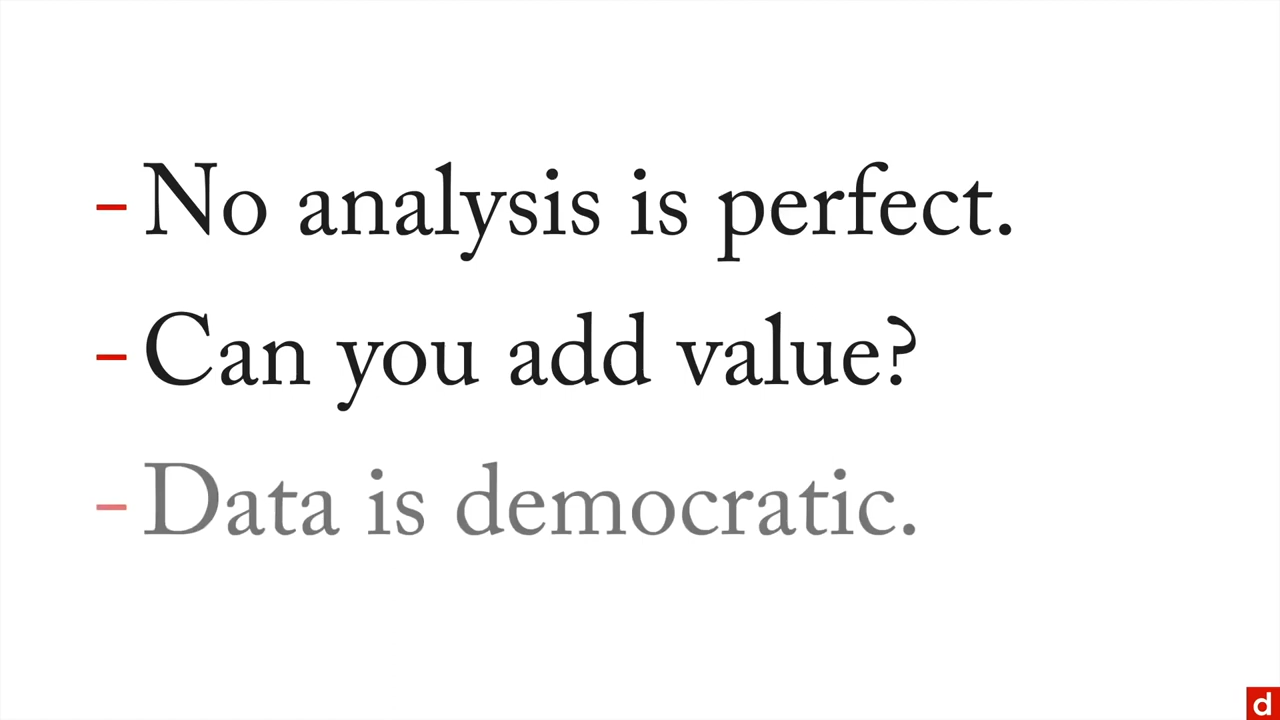 - No analysis is perfect.
- Can you add value?
- Data is democratic.
d